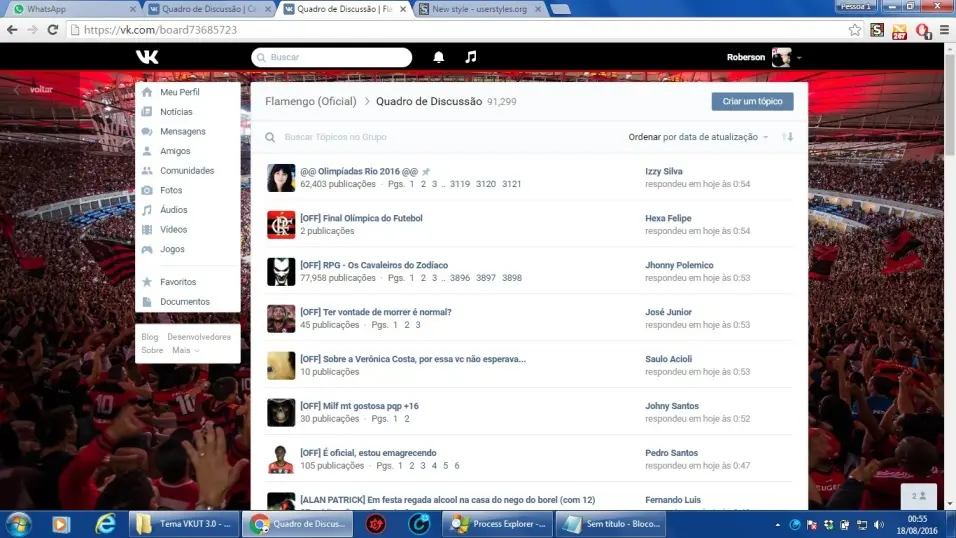 WhatsApp
Quadro de Discussão | Ca
Quadro de Discussão | Fla
New style - userstyles.org
Pessoa 1
https://vk.com/board73685723
267
1
Buscar
Roberson
voltar
Meu Perfil
Notícias
Mensagens
Amigos
Comunidades
Fotos
Áudios
Vídeos
Jogos
Favoritos
Documentos
Blog Desenvolvedores
Sobre Mais
Flamengo (Oficial) > Quadro de Discussão 91,299
Criar um tópico
Buscar Tópicos no Grupo
Ordenar por data de atualização
@@ Olimpíadas Rio 2016 @@
62,403 publicações · Pgs. 1 2 3 .. 3119 3120 3121
Izzy Silva
respondeu em hoje às 0:54
[OFF] Final Olímpica do Futebol
2 publicações
Hexa Felipe
respondeu em hoje às 0:54
[OFF] RPG - Os Cavaleiros do Zodíaco
77,958 publicações · Pgs. 1 2 3 .. 3896 3897 3898
Jhonny Polemico
respondeu em hoje às 0:53
[OFF] Ter vontade de morrer é normal?
45 publicações · Pgs. 1 2 3
José Junior
respondeu em hoje às 0:53
[OFF] Sobre a Verônica Costa, por essa vc não esperava...
10 publicações
Saulo Acioli
respondeu em hoje às 0:53
[OFF] Milf mt gostosa pqp +16
30 publicações · Pgs. 1 2
Johny Santos
respondeu em hoje às 0:52
[OFF] É oficial, estou emagrecendo
105 publicações · Pgs. 1 2 3 4 5 6
Pedro Santos
respondeu em hoje às 0:47
[ALAN PATRICK] Em festa regada alcool na casa do nego do borel (com 12)
Fernando Luis
2
Tema VKUT 3.0 - ...
Quadro de Discus...
Process Explorer - ...
Sem título - Bloco...
00:55
18/08/2016